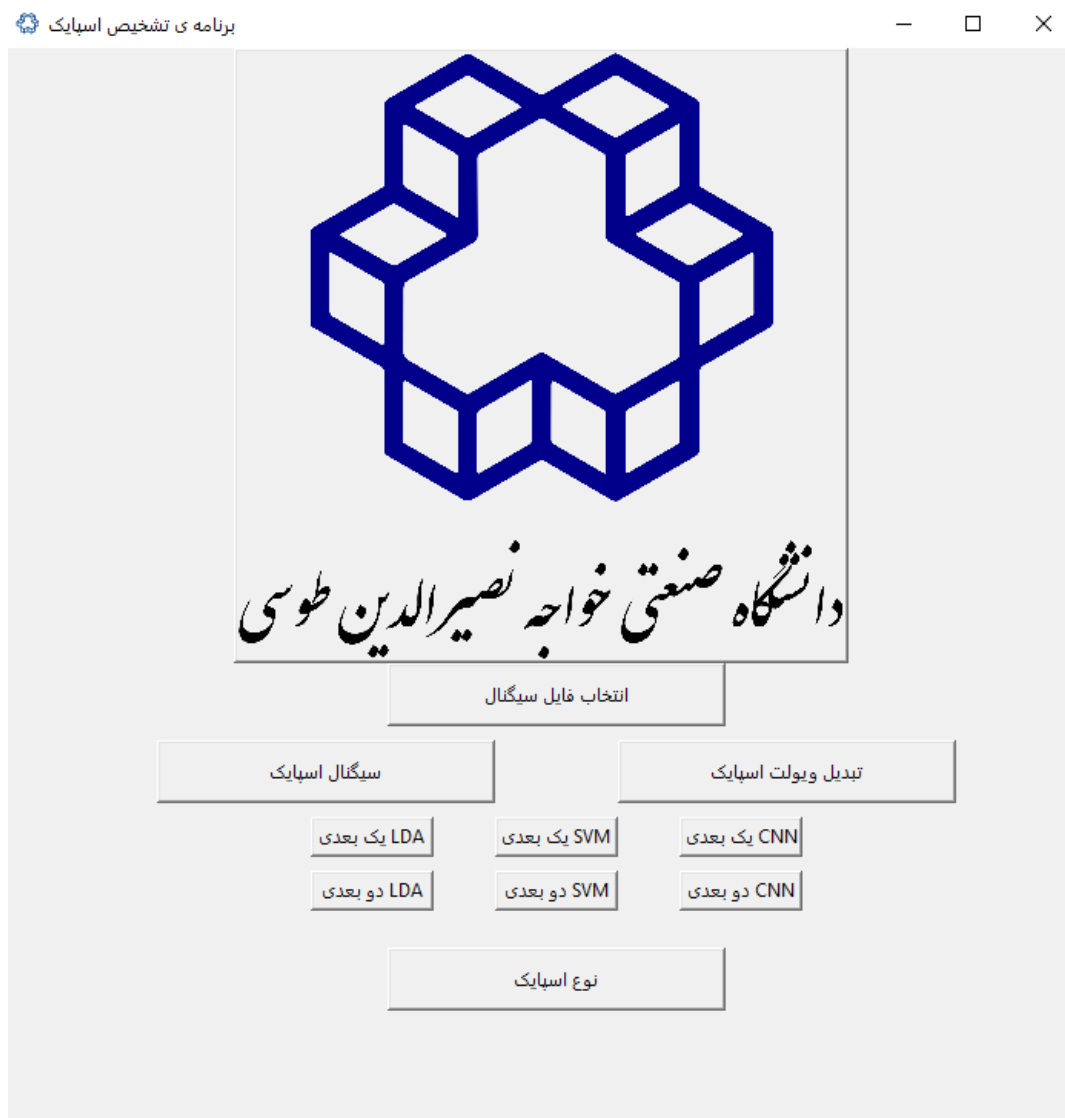 برنامه ی تشخیص اسپایک
دانشگاه صنعتی خواجه نصیرالدین طوسی
انتخاب فایل سیگنال
تبدیل ویولت اسپایک
سیگنال اسپایک
CNN یک بعدی
SVM یک بعدی
LDA یک بعدی
CNN دو بعدی
SVM دو بعدی
LDA دو بعدی
نوع اسپایک